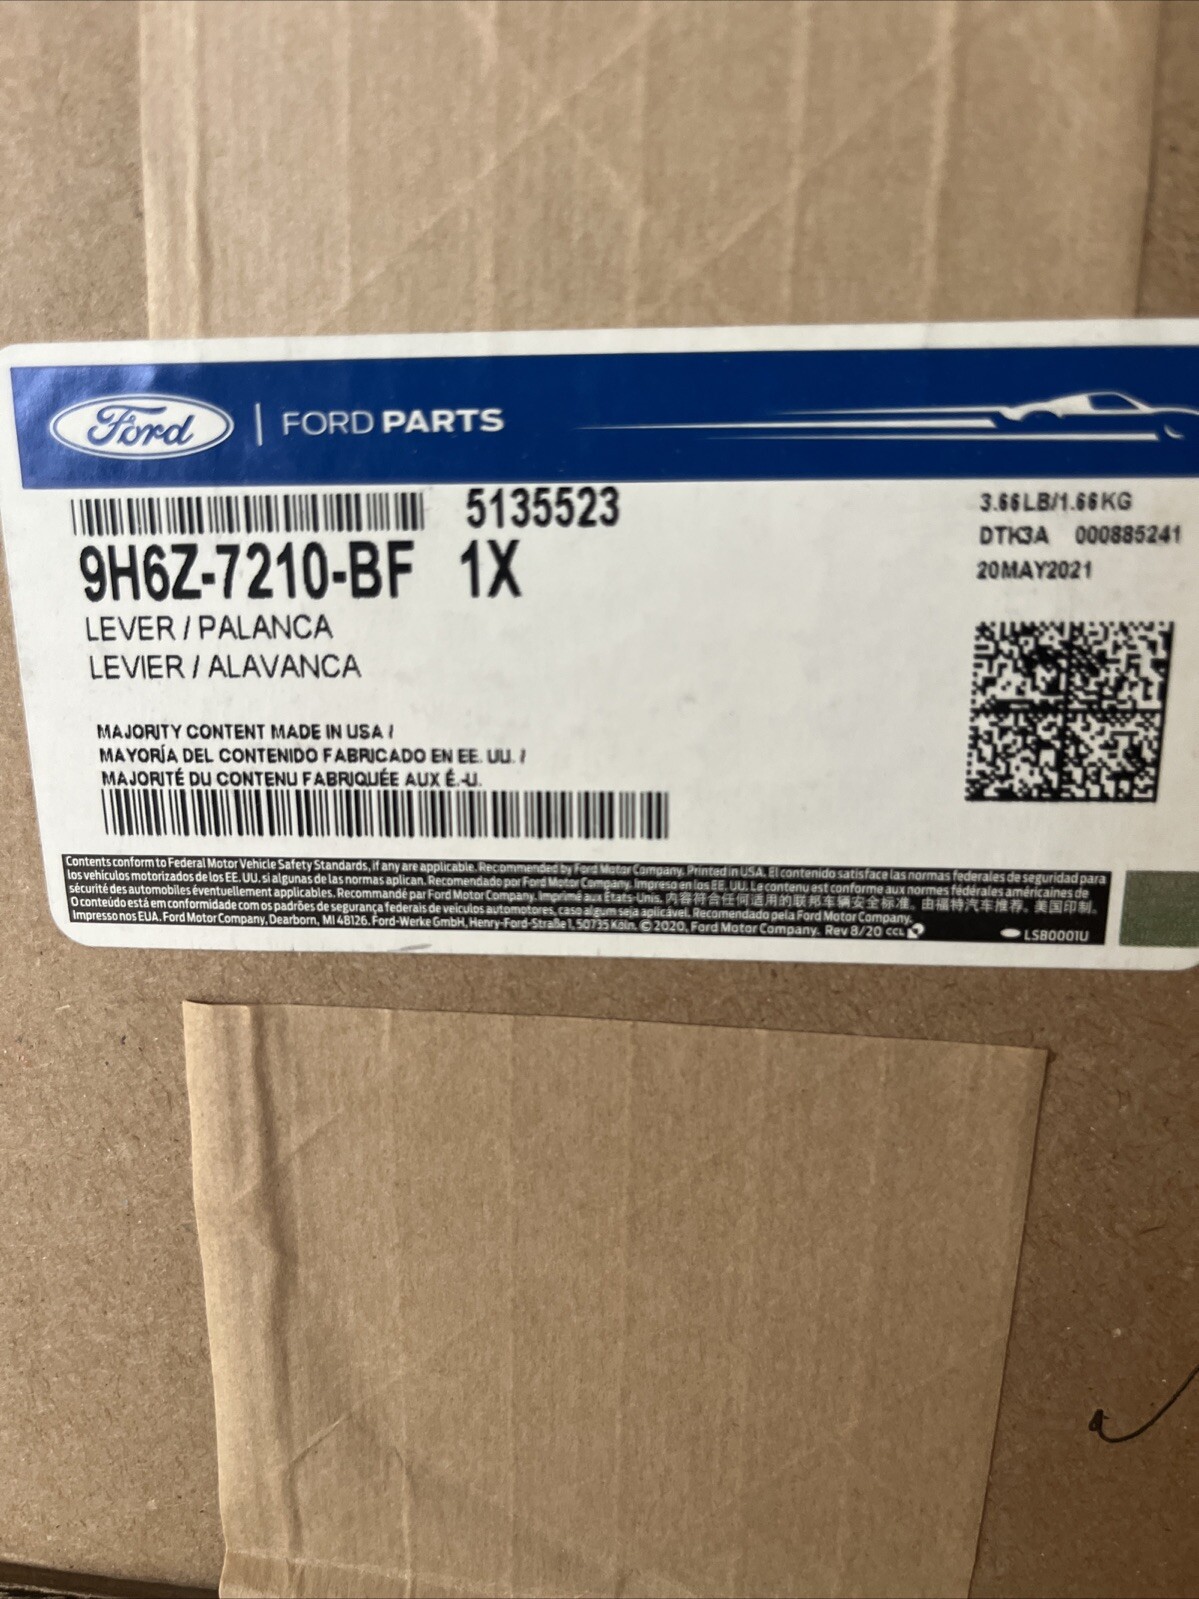 Ford | FORD PARTS
5135523
9H6Z-7210-BF 1X
LEVER / PALANCA
LEVIER / ALAVANCA
3.66LB/1.66KG
DTK3A 000885241
20MAY2021
MAJORITY CONTENT MADE IN USA /
MAYORÍA DEL CONTENIDO FABRICADO EN EE. UU. /
MAJORITÉ DU CONTENU FABRIQUÉE AUX É.-U.
Contents conform to Federal Motor Vehicle Safety Standards, if any are applicable. Recommended by Ford Motor Company. Printed in USA. El contenido satisface las normas federales de seguridad para
los vehículos motorizados de los EE. UU. si algunas de las normas aplican. Recomendado por Ford Motor Company. Impreso en los EE. UU. Le contenu est conforme aux normes fédérales américaines de
sécurité des automobiles éventuellement applicables. Recommandé par Ford Motor Company. Imprimé aux États-Unis. 内容符合任何适用的联邦车辆安全标准。由福特汽车推荐。美国印制。
O conteúdo está em conformidade com os padrões de segurança federais de veículos automotores, caso algum seja aplicável. Recomendado pela Ford Motor Company.
Impresso nos EUA. Ford Motor Company, Dearborn, MI 48126. Ford-Werke GmbH, Henry-Ford-Straße 1, 50735 Köln. © 2020, Ford Motor Company. Rev 8/20 CCL
LSB0001U